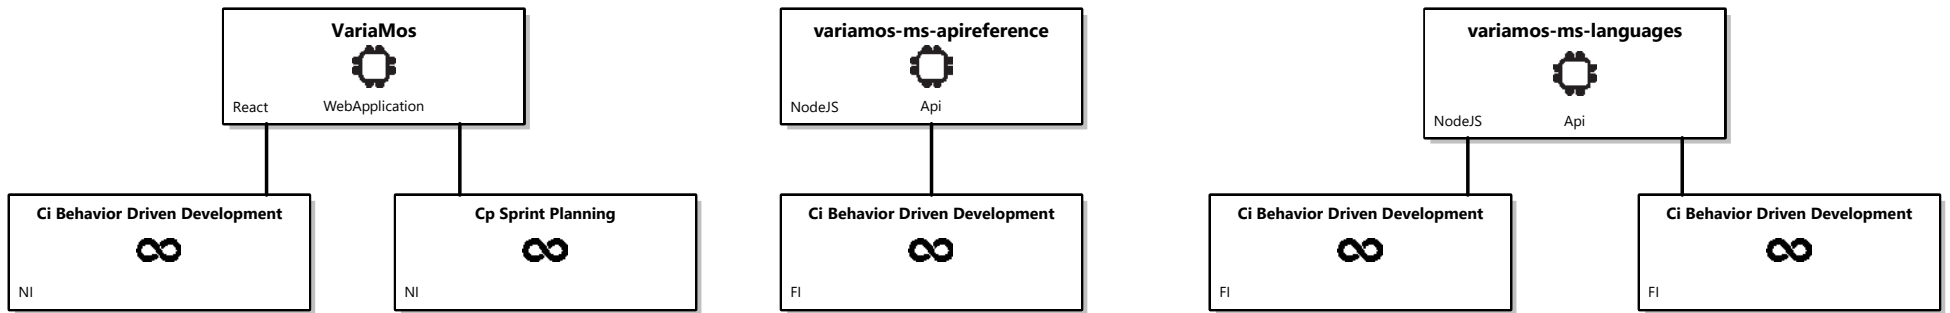 VariaMos
React
WebApplication
variamos-ms-apireference
NodeJS
Api
variamos-ms-languages
NodeJS
Api
Ci Behavior Driven Development
NI
Cp Sprint Planning
NI
Ci Behavior Driven Development
FI
Ci Behavior Driven Development
FI
Ci Behavior Driven Development
FI